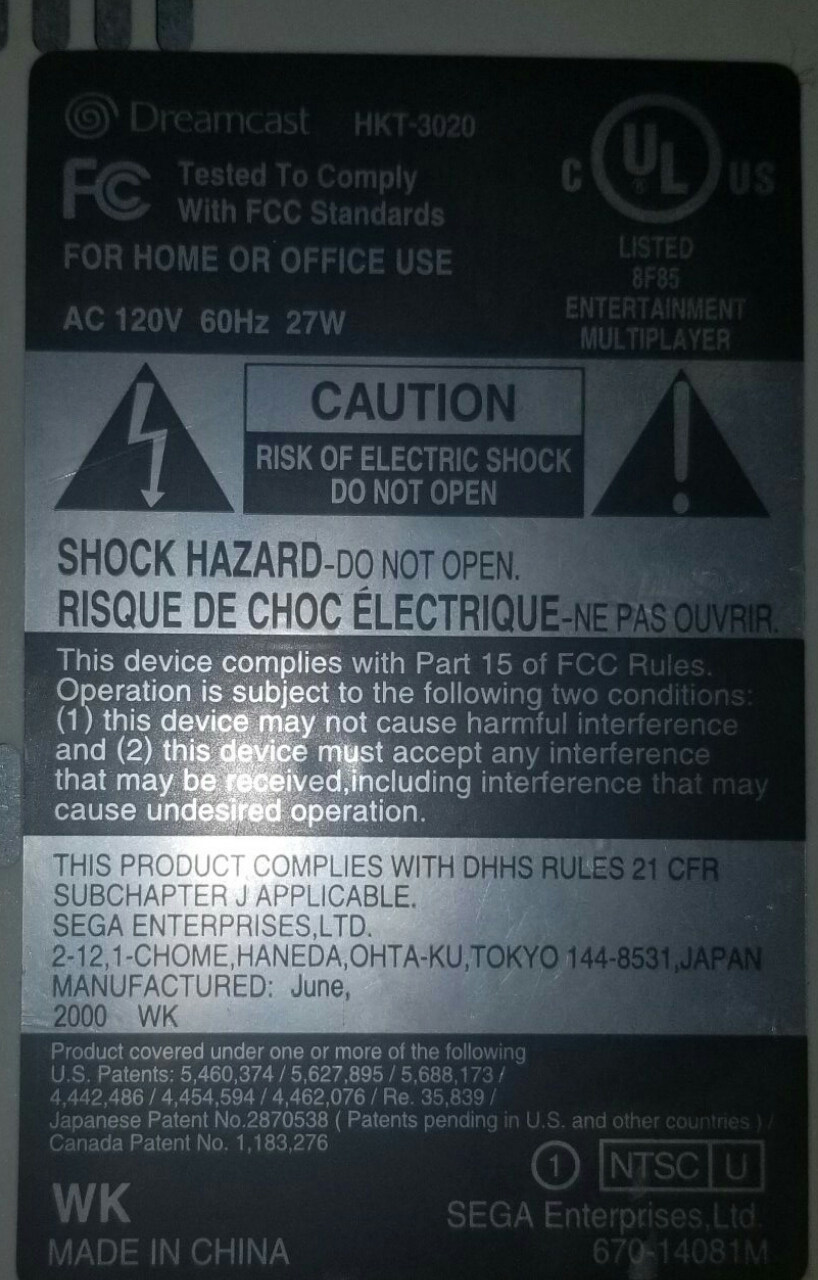 Dreamcast HKT-3020
FC Tested To Comply
With FCC Standards
FOR HOME OR OFFICE USE
AC 120V 60Hz 27W
C UL ® US
LISTED
8F85
ENTERTAINMENT
MULTIPLAYER
CAUTION
RISK OF ELECTRIC SHOCK
DO NOT OPEN
SHOCK HAZARD-DO NOT OPEN.
RISQUE DE CHOC ÉLECTRIQUE-NE PAS OUVRIR.
This device complies with Part 15 of FCC Rules.
Operation is subject to the following two conditions:
(1) this device may not cause harmful interference
and (2) this device must accept any interference
that may be received,including interference that may
cause undesired operation.
THIS PRODUCT COMPLIES WITH DHHS RULES 21 CFR
SUBCHAPTER J APPLICABLE.
SEGA ENTERPRISES,LTD.
2-12,1-CHOME,HANEDA,OHTA-KU,TOKYO 144-8531,JAPAN
MANUFACTURED: June,
2000 WK
Product covered under one or more of the following
U.S. Patents: 5,460,374 / 5,627,895 / 5,688,173 /
4,442,486 / 4,454,594 / 4,462,076 / Re. 35,839 /
Japanese Patent No.2870538 ( Patents pending in U.S. and other countries ) /
Canada Patent No. 1,183,276
1 NTSC U
WK
SEGA Enterprises,Ltd.
MADE IN CHINA
670-14081M